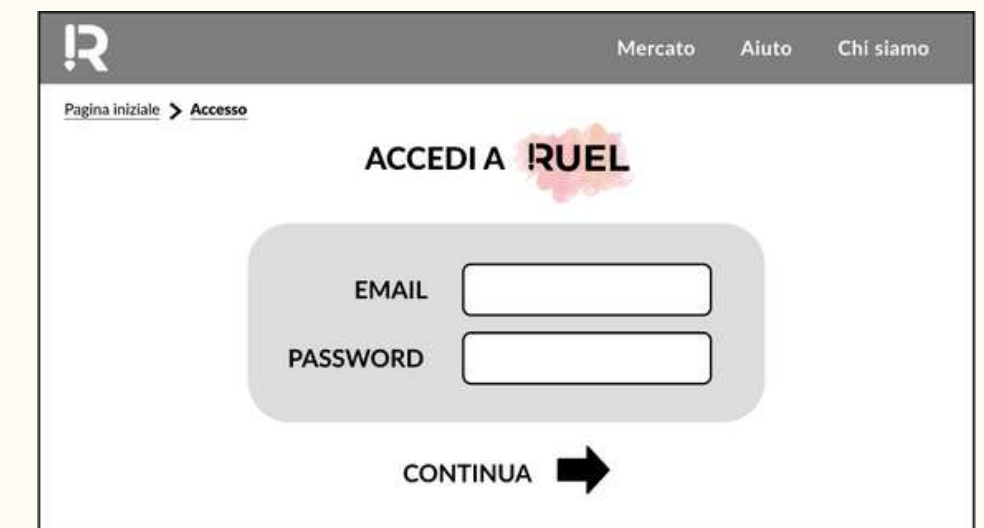 R
Mercato Aiuto Chi siamo
Pagina iniziale > Accesso
ACCEDI A RUEL
EMAIL
PASSWORD
CONTINUA